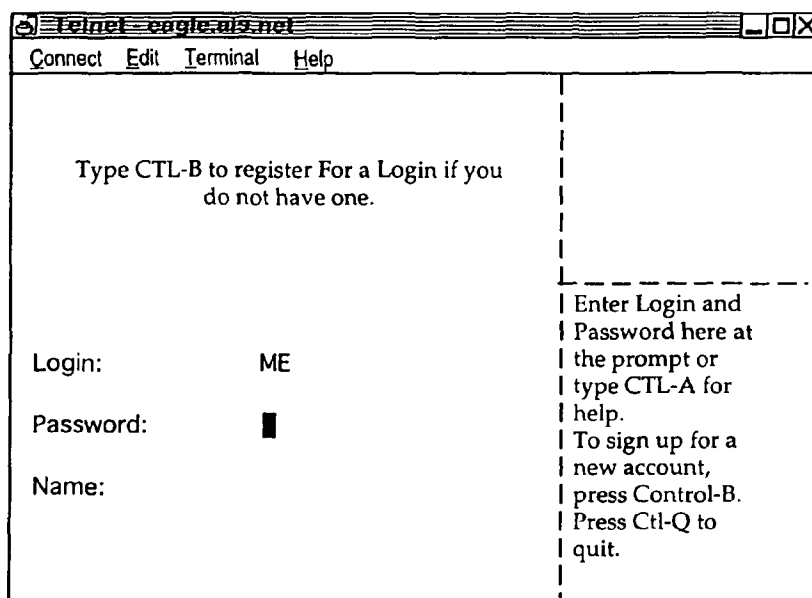 Telnet - eagle.ais.net
Connect Edit Terminal Help
Type CTL-B to register For a Login if you
do not have one.
Login: ME
Password:
Name:
Enter Login and
Password here at
the prompt or
type CTL-A for
help.
To sign up for a
new account,
press Control-B.
Press Ctl-Q to
quit.